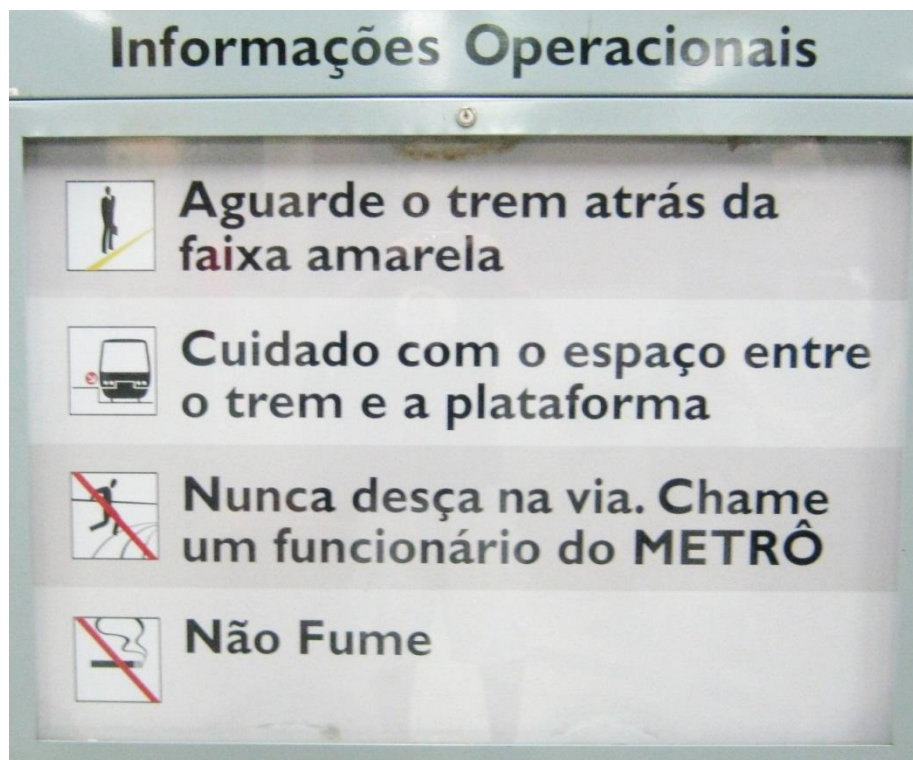 Informações Operacionais
Aguarde o trem atrás da
faixa amarela
Cuidado com o espaço entre
o trem e a plataforma
Nunca desça na via. Chame
um funcionário do METRÔ
Não Fume